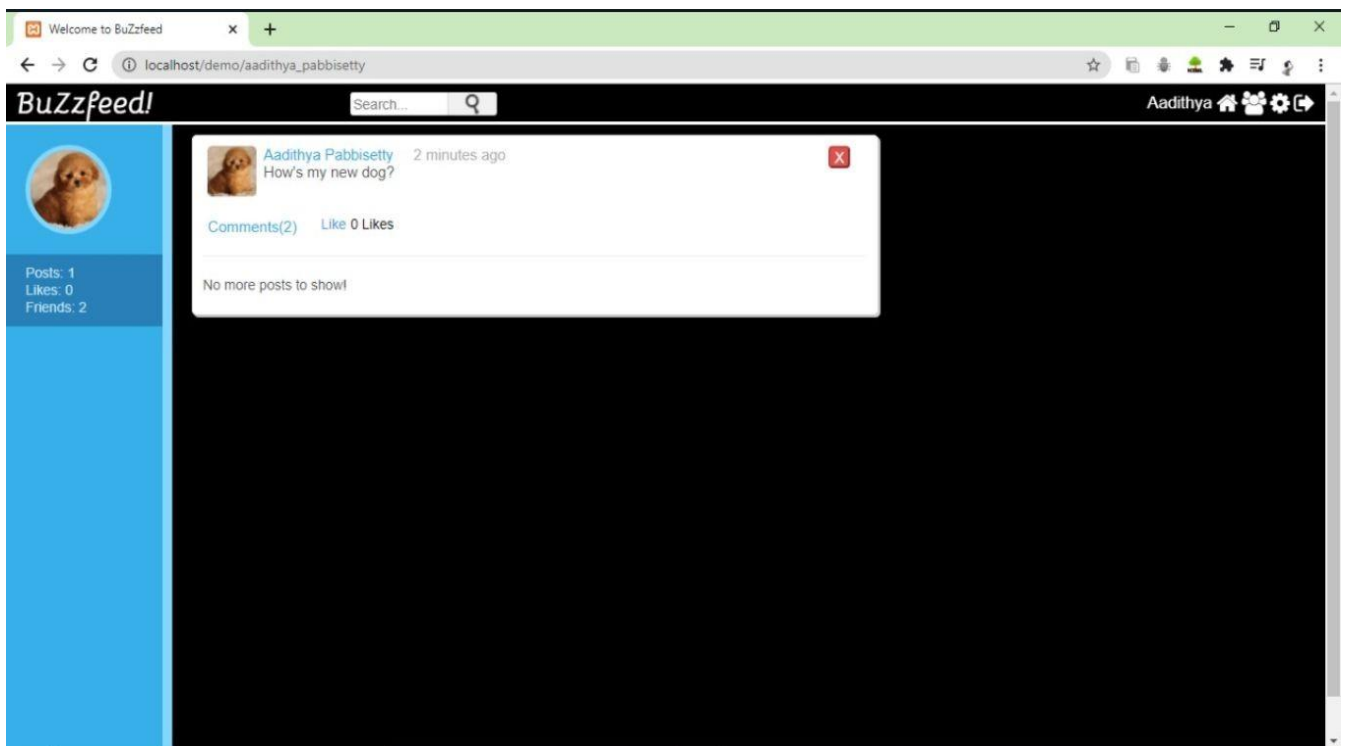 Welcome to BuZzfeed
localhost/demo/aadithya_pabbisetty
BuZzfeed!
Search...
Aadithya
Aadithya Pabbisetty 2 minutes ago
X
How's my new dog?
Comments(2) Like 0 Likes
Posts: 1
Likes: 0
Friends: 2
No more posts to show!